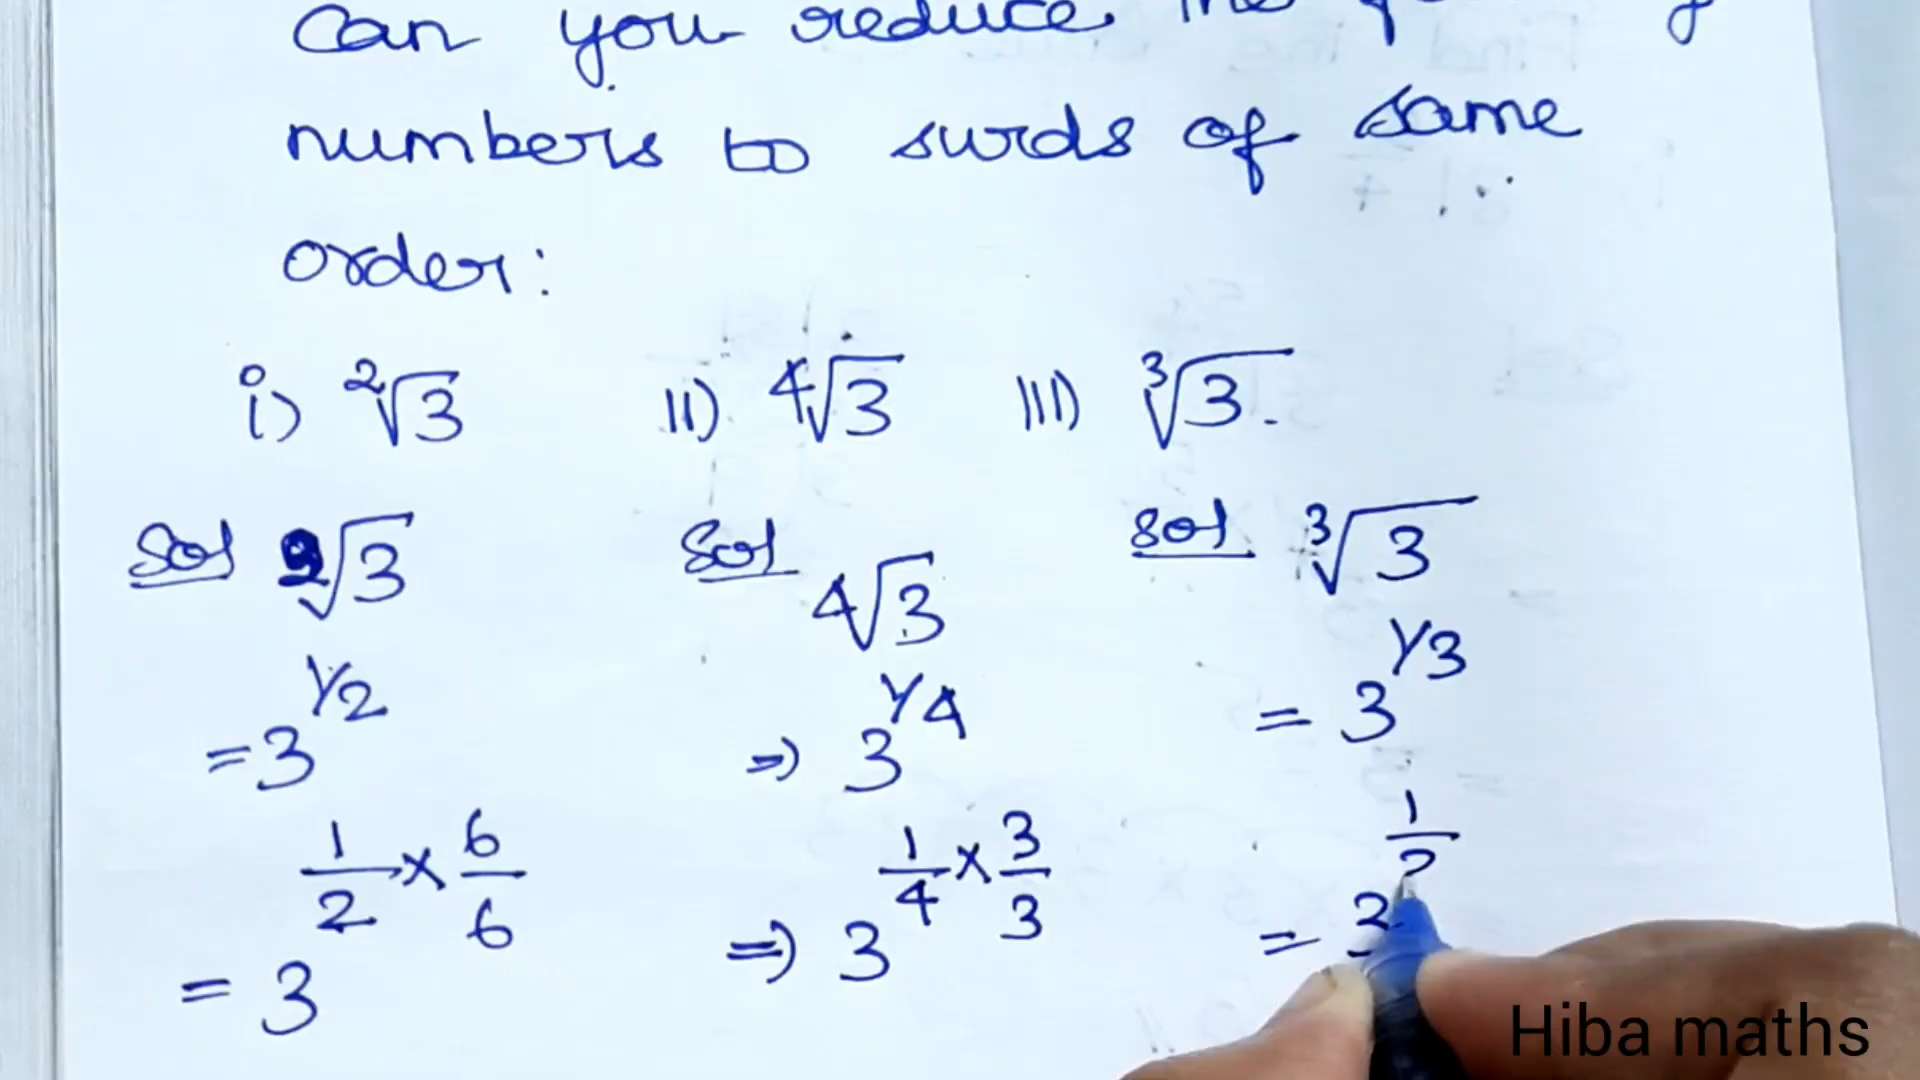 Can you reduce the
numbers to surds of same
order:
i) ²√3 ii) ⁴√3 iii) ³√3.
Sol ²√3 Sol ⁴√3 Sol ³√3
= 3^1/2 => 3^1/4 = 3^1/3
= 3^1/2 × 6/6 => 3^1/4 × 3/3 = 3^1/3
Hiba maths